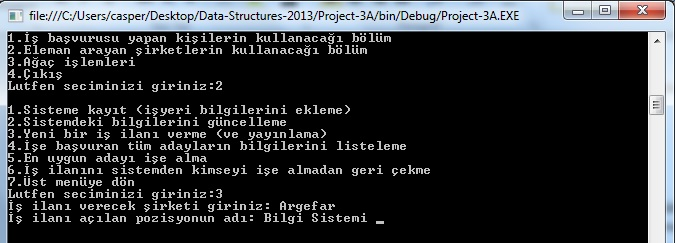 file:///C:/Users/casper/Desktop/Data-Structures-2013/Project-3A/bin/Debug/Project-3A.EXE
1.İş başvurusu yapan kişilerin kullanacağı bölüm
2.Eleman arayan şirketlerin kullanacağı bölüm
3.Ağaç işlemleri
4.Çıkış
Lutfen seciminizi giriniz:2
1.Sisteme kayıt (işyeri bilgilerini ekleme)
2.Sistemdeki bilgilerini güncelleme
3.Yeni bir iş ilanı verme (ve yayınlama)
4.İşe başvuran tüm adayların bilgilerini listeleme
5.En uygun adayı işe alma
6.İş ilanını sistemden kimseyi işe almadan geri çekme
7.Üst menüye dön
Lutfen seciminizi giriniz:3
İş ilanı verecek şirketi giriniz: Argefar
İş ilanı açılan pozisyonun adı: Bilgi Sistemi _